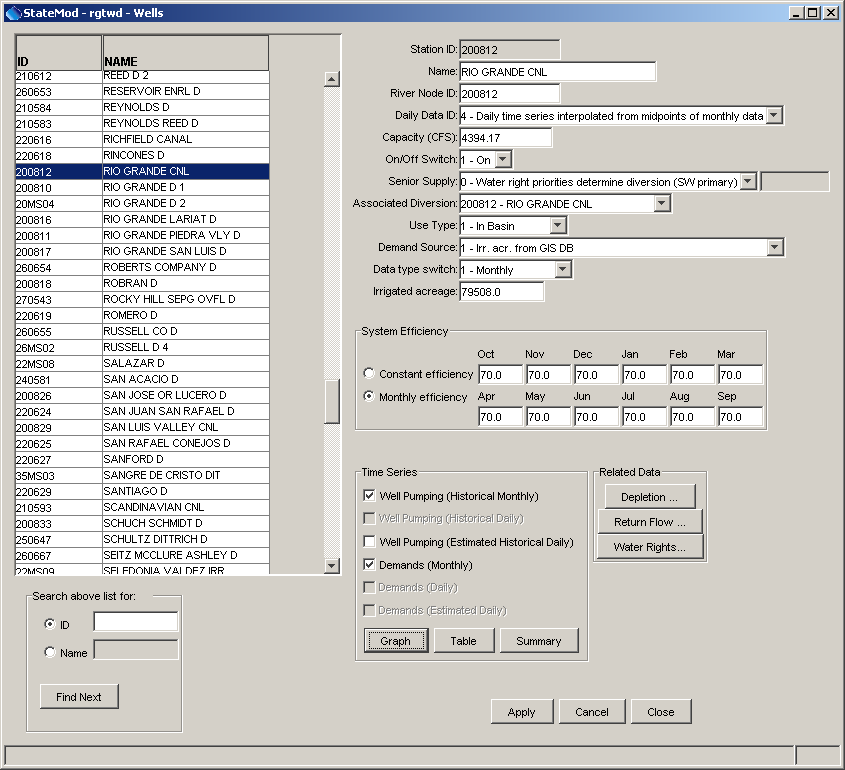 StateMod - rgtwd - Wells
ID NAME
210612 REED D 2
260653 RESERVOIR ENRL D
210584 REYNOLDS D
210583 REYNOLDS REED D
220616 RICHFIELD CANAL
220618 RINCONES D
200812 RIO GRANDE CNL
200810 RIO GRANDE D 1
20MS04 RIO GRANDE D 2
200816 RIO GRANDE LARIAT D
200811 RIO GRANDE PIEDRA VLY D
200817 RIO GRANDE SAN LUIS D
260654 ROBERTS COMPANY D
200818 ROBRAN D
270543 ROCKY HILL SEPG OVFL D
220619 ROMERO D
260655 RUSSELL CO D
26MS02 RUSSELL D 4
22MS08 SALAZAR D
240581 SAN ACACIO D
200826 SAN JOSE OR LUCERO D
220624 SAN JUAN SAN RAFAEL D
200829 SAN LUIS VALLEY CNL
220625 SAN RAFAEL CONEJOS D
220627 SANFORD D
35MS03 SANGRE DE CRISTO DIT
220629 SANTIAGO D
210593 SCANDINAVIAN CNL
200833 SCHUCH SCHMIDT D
250647 SCHULTZ DITTRICH D
260667 SEITZ MCCLURE ASHLEY D
22MS09 SELEDONIA VALDEZ IRR
Search above list for:
ID
Name
Find Next
Station ID: 200812
Name: RIO GRANDE CNL
River Node ID: 200812
Daily Data ID: 4 - Daily time series interpolated from midpoints of monthly data
Capacity (CFS): 4394.17
On/Off Switch: 1 - On
Senior Supply: 0 - Water right priorities determine diversion (SW primary)
Associated Diversion: 200812 - RIO GRANDE CNL
Use Type: 1 - In Basin
Demand Source: 1 - Irr. acr. from GIS DB
Data type switch: 1 - Monthly
Irrigated acreage: 79508.0
System Efficiency
Oct Nov Dec Jan Feb Mar
Constant efficiency 70.0 70.0 70.0 70.0 70.0 70.0
Monthly efficiency Apr May Jun Jul Aug Sep
70.0 70.0 70.0 70.0 70.0 70.0
Time Series
Well Pumping (Historical Monthly)
Well Pumping (Historical Daily)
Well Pumping (Estimated Historical Daily)
Demands (Monthly)
Demands (Daily)
Demands (Estimated Daily)
Graph Table Summary
Related Data
Depletion ...
Return Flow ...
Water Rights...
Apply Cancel Close